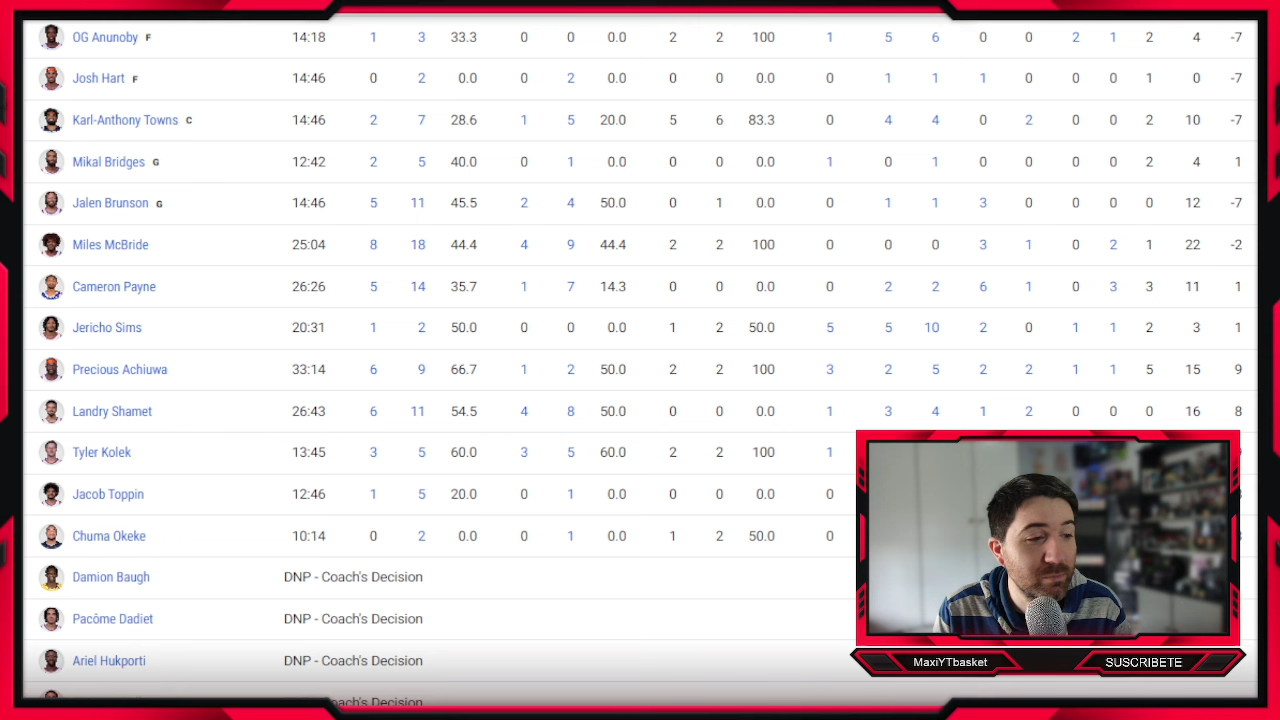 OG Anunoby F 14:18 1 3 33.3 0 0 0.0 2 2 100 1 5 6 0 0 2 1 2 4 -7
Josh Hart F 14:46 0 2 0.0 0 2 0.0 0 0 0.0 0 1 1 1 0 0 0 1 0 -7
Karl-Anthony Towns C 14:46 2 7 28.6 1 5 20.0 5 6 83.3 0 4 4 0 2 0 0 2 10 -7
Mikal Bridges G 12:42 2 5 40.0 0 1 0.0 0 0 0.0 1 0 1 0 0 0 0 2 4 1
Jalen Brunson G 14:46 5 11 45.5 2 4 50.0 0 1 0.0 0 1 1 3 0 0 0 0 12 -7
Miles McBride 25:04 8 18 44.4 4 9 44.4 2 2 100 0 0 0 3 1 0 2 1 22 -2
Cameron Payne 26:26 5 14 35.7 1 7 14.3 0 0 0.0 0 2 2 6 1 0 3 3 11 1
Jericho Sims 20:31 1 2 50.0 0 0 0.0 1 2 50.0 5 5 10 2 0 1 1 2 3 1
Precious Achiuwa 33:14 6 9 66.7 1 2 50.0 2 2 100 3 2 5 2 2 1 1 5 15 9
Landry Shamet 26:43 6 11 54.5 4 8 50.0 0 0 0.0 1 3 4 1 2 0 0 0 16 8
Tyler Kolek 13:45 3 5 60.0 3 5 60.0 2 2 100 1
Jacob Toppin 12:46 1 5 20.0 0 1 0.0 0 0 0.0 0
Chuma Okeke 10:14 0 2 0.0 0 1 0.0 1 2 50.0 0
Damion Baugh DNP - Coach's Decision
Pacôme Dadiet DNP - Coach's Decision
Ariel Hukporti DNP - Coach's Decision
Coach's Decision
MaxiYTbasket SUSCRIBETE